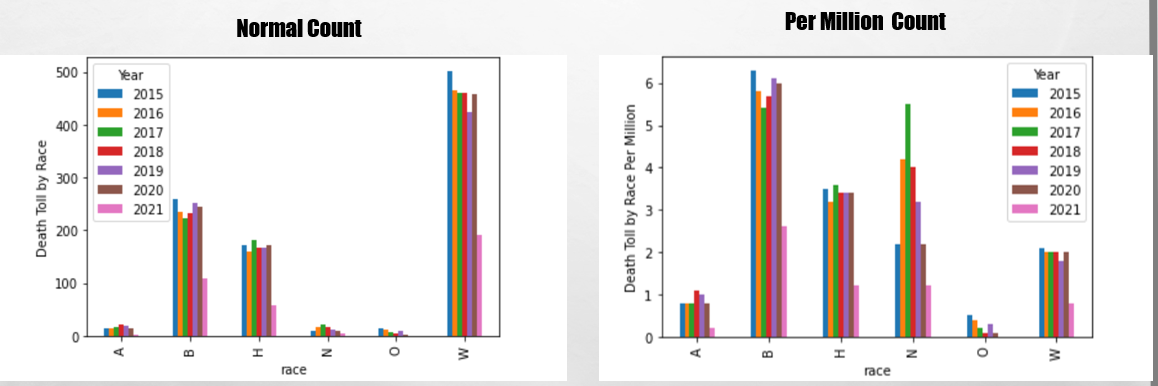 Normal Count
Per Million Count
Death Toll by Race
500
400
300
200
100
0
Year
2015
2016
2017
2018
2019
2020
2021
A
B
H
N
O
W
race
Death Toll by Race Per Million
6
5
4
3
2
1
0
Year
2015
2016
2017
2018
2019
2020
2021
A
B
H
N
O
W
race